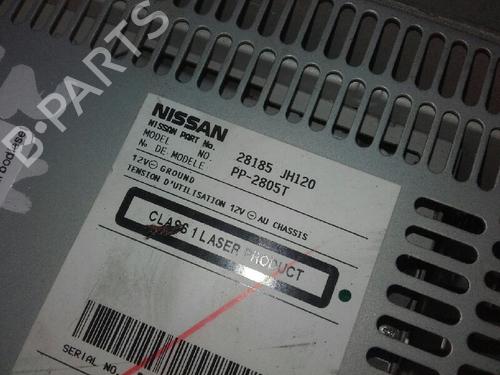 B-PARTS
NISSAN
NISSAN PART No. 28185 JH120
MODEL NO.
No. DE. MODELE: PP-2805T
12V⊖ GROUND
TENSION D'UTILISATION 12V⊖ AU CHASSIS
CLASS 1 LASER PRODUCT
SERIAL NO